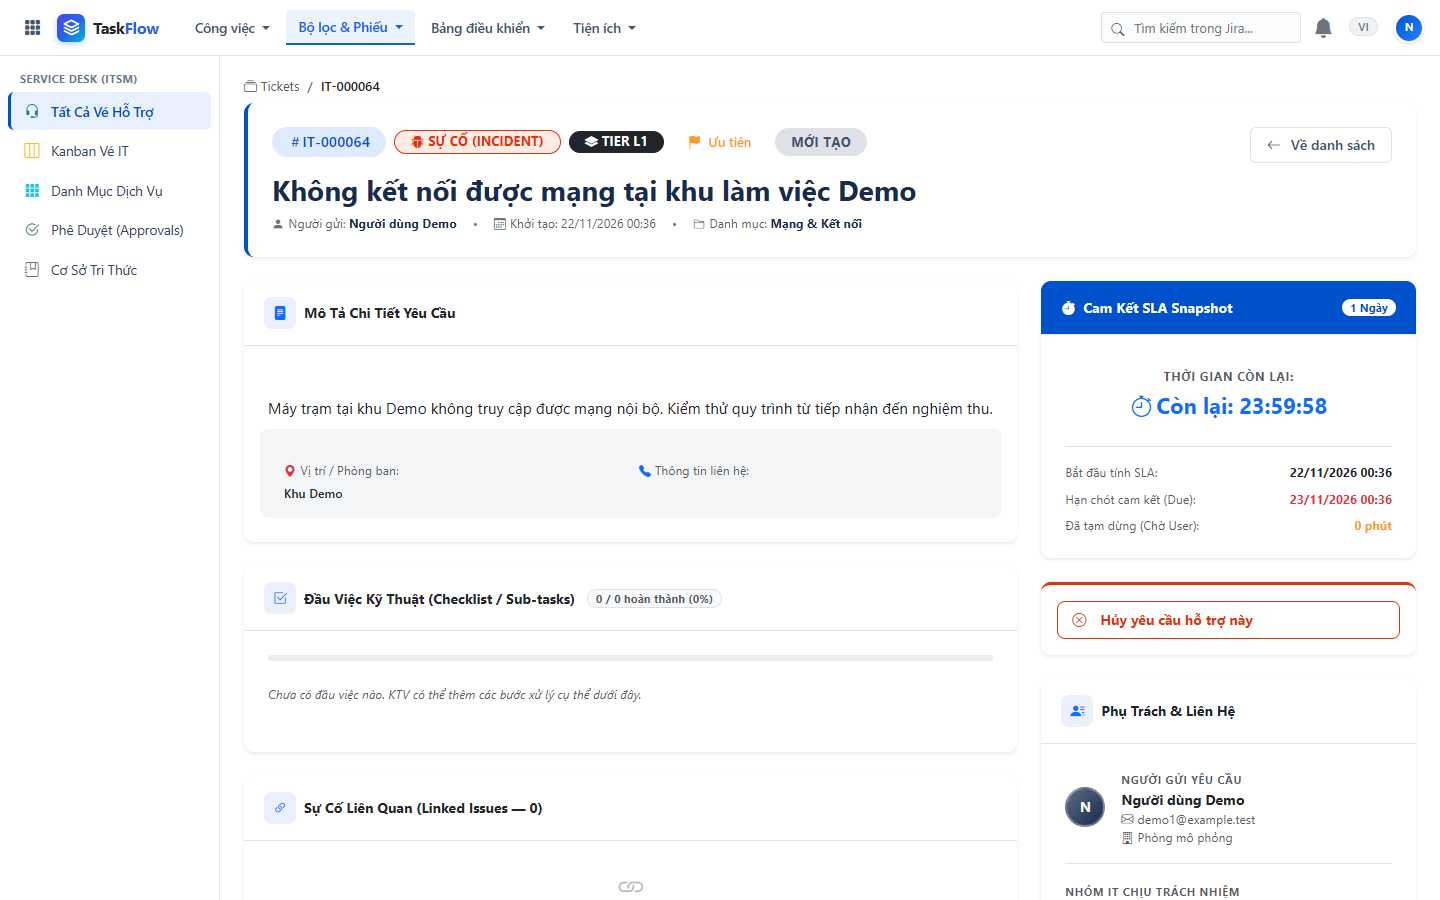 TaskFlow
Công việc
Bộ lọc & Phiếu
Bảng điều khiển
Tiện ích
Tìm kiếm trong Jira...
VI
N
SERVICE DESK (ITSM)
Tất Cả Vé Hỗ Trợ
Kanban Vé IT
Danh Mục Dịch Vụ
Phê Duyệt (Approvals)
Cơ Sở Tri Thức
Tickets / IT-000064
# IT-000064
SỰ CỐ (INCIDENT)
TIER L1
Ưu tiên
MỚI TẠO
Về danh sách
Không kết nối được mạng tại khu làm việc Demo
Người gửi: Người dùng Demo • Khởi tạo: 22/11/2026 00:36 • Danh mục: Mạng & Kết nối
Mô Tả Chi Tiết Yêu Cầu
Máy trạm tại khu Demo không truy cập được mạng nội bộ. Kiểm thử quy trình từ tiếp nhận đến nghiệm thu.
Vị trí / Phòng ban:
Khu Demo
Thông tin liên hệ:
Đầu Việc Kỹ Thuật (Checklist / Sub-tasks)
0 / 0 hoàn thành (0%)
Chưa có đầu việc nào. KTV có thể thêm các bước xử lý cụ thể dưới đây.
Sự Cố Liên Quan (Linked Issues — 0)
Cam Kết SLA Snapshot
1 Ngày
THỜI GIAN CÒN LẠI:
Còn lại: 23:59:58
Bắt đầu tính SLA: 22/11/2026 00:36
Hạn chót cam kết (Due): 23/11/2026 00:36
Đã tạm dừng (Chờ User): 0 phút
Hủy yêu cầu hỗ trợ này
Phụ Trách & Liên Hệ
N
NGƯỜI GỬI YÊU CẦU
Người dùng Demo
demo1@example.test
Phòng mô phỏng
NHÓM IT CHỊU TRÁCH NHIỆM